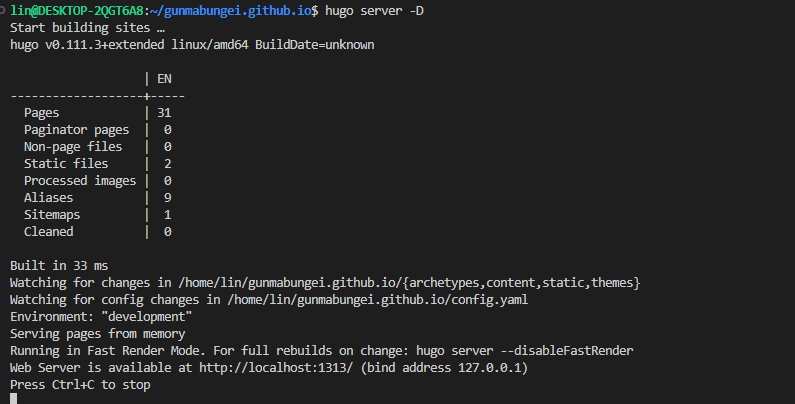 lin@DESKTOP-2QGT6A8:~/gunmabungei.github.io$ hugo server -D
Start building sites …
hugo v0.111.3+extended linux/amd64 BuildDate=unknown
                   | EN
-------------------+-----
  Pages            | 31
  Paginator pages  |  0
  Non-page files   |  0
  Static files     |  2
  Processed images |  0
  Aliases          |  9
  Sitemaps         |  1
  Cleaned          |  0
Built in 33 ms
Watching for changes in /home/lin/gunmabungei.github.io/{archetypes,content,static,themes}
Watching for config changes in /home/lin/gunmabungei.github.io/config.yaml
Environment: "development"
Serving pages from memory
Running in Fast Render Mode. For full rebuilds on change: hugo server --disableFastRender
Web Server is available at http://localhost:1313/ (bind address 127.0.0.1)
Press Ctrl+C to stop